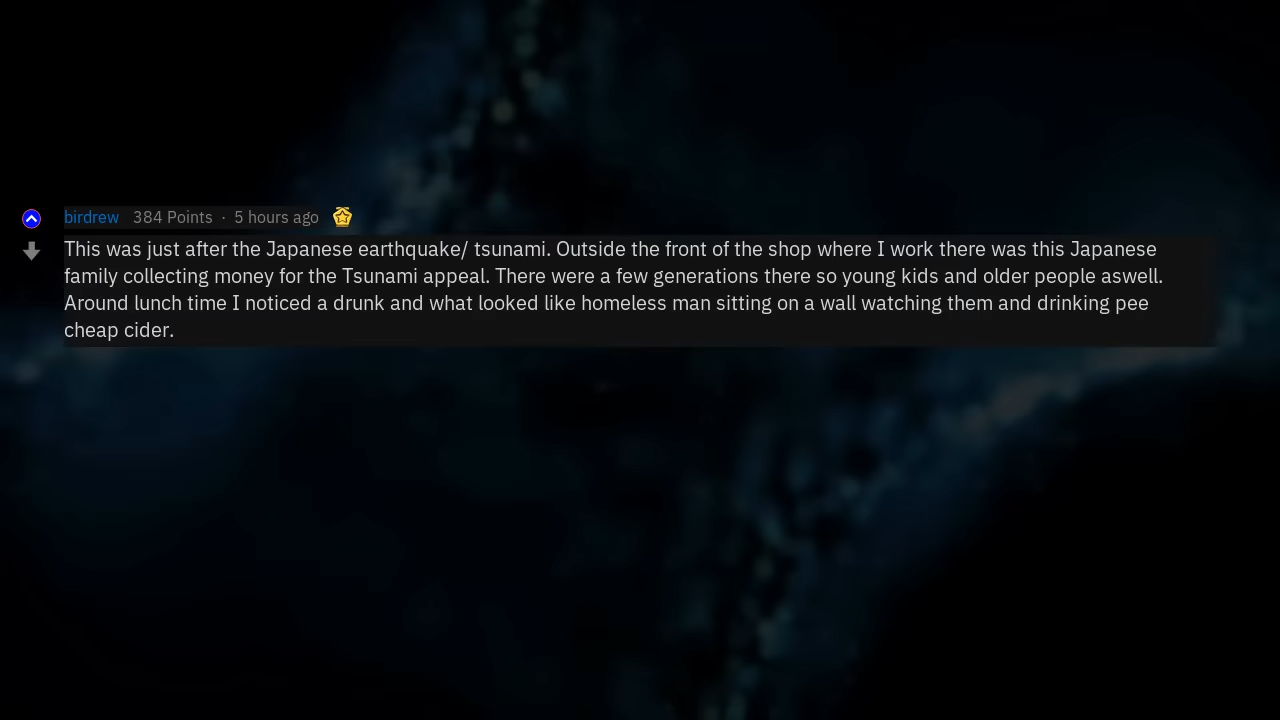 birdrew 384 Points · 5 hours ago
This was just after the Japanese earthquake/ tsunami. Outside the front of the shop where I work there was this Japanese
family collecting money for the Tsunami appeal. There were a few generations there so young kids and older people aswell.
Around lunch time I noticed a drunk and what looked like homeless man sitting on a wall watching them and drinking pee
cheap cider.